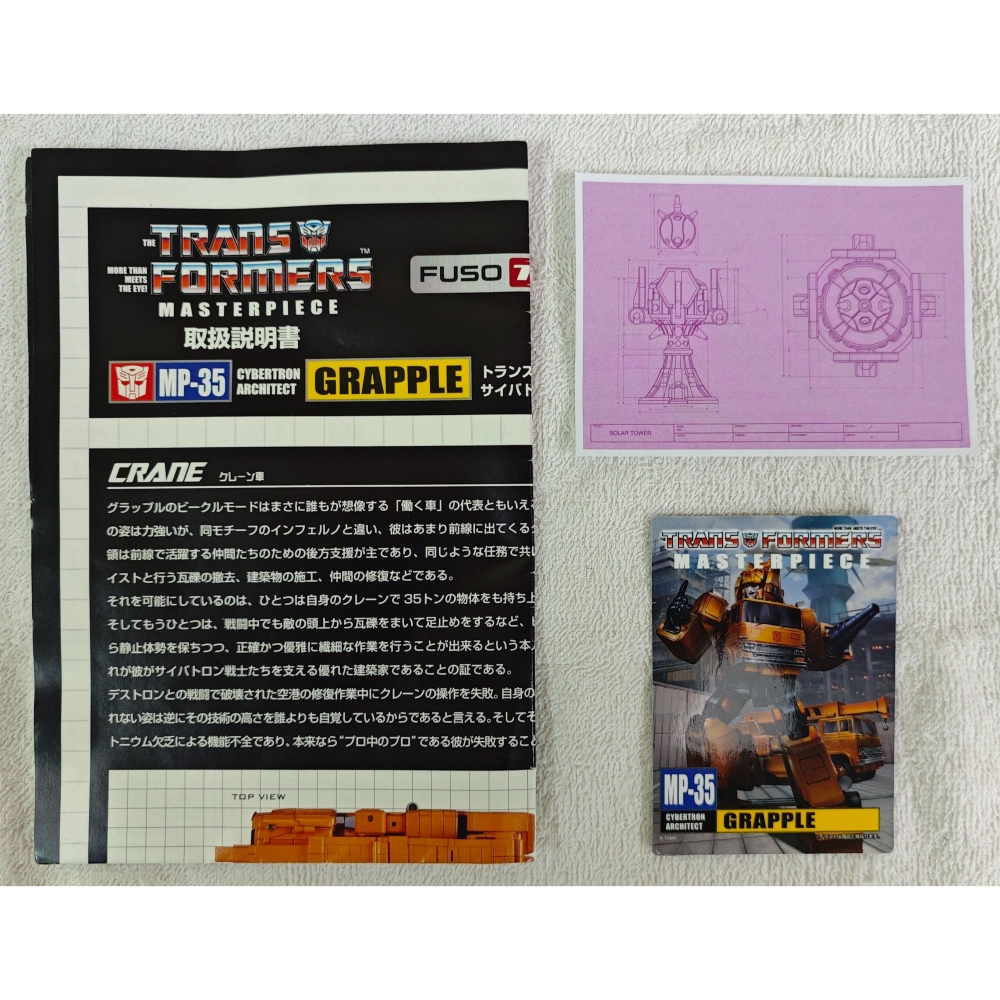 THE
TRANS
FORMERS™
MORE THAN
MEETS
THE EYE!
MASTERPIECE
取扱説明書
FUSO 7
MP-35
CYBERTRON
ARCHITECT
GRAPPLE
トランス
サイバト
CRANE クレーン車
グラップルのビークルモードはまさに誰もが想像する「働く車」の代表ともいえる
の姿は力強いが、同モチーフのインフェルノと違い、彼はあまり前線に出てくる
領は前線で活躍する仲間たちのための後方支援が主であり、同じような任務で共
イストと行う瓦礫の撤去、建築物の施工、仲間の修復などである。
それを可能にしているのは、ひとつは自身のクレーンで35トンの物体をも持ち上
そしてもうひとつは、戦闘中でも敵の頭上から瓦礫をまいて足止めをするなど、
ら静止体勢を保ちつつ、正確かつ優雅に繊細な作業を行うことが出来るという本
れが彼がサイバトロン戦士たちを支える優れた建築家であることの証である。
デストロンとの戦闘で破壊された空港の修復作業中にクレーンの操作を失敗。自身の
れない姿は逆にその技術の高さを誰よりも自覚しているからであると言える。そしてそ
トニウム欠乏による機能不全であり、本来なら“プロ中のプロ”である彼が失敗するこ
TOP VIEW
SOLAR TOWER
MORE THAN MEETS THE EYE!
TRANSFORMERS
MASTERPIECE
MP-35
CYBERTRON
ARCHITECT
GRAPPLE
© TOMY